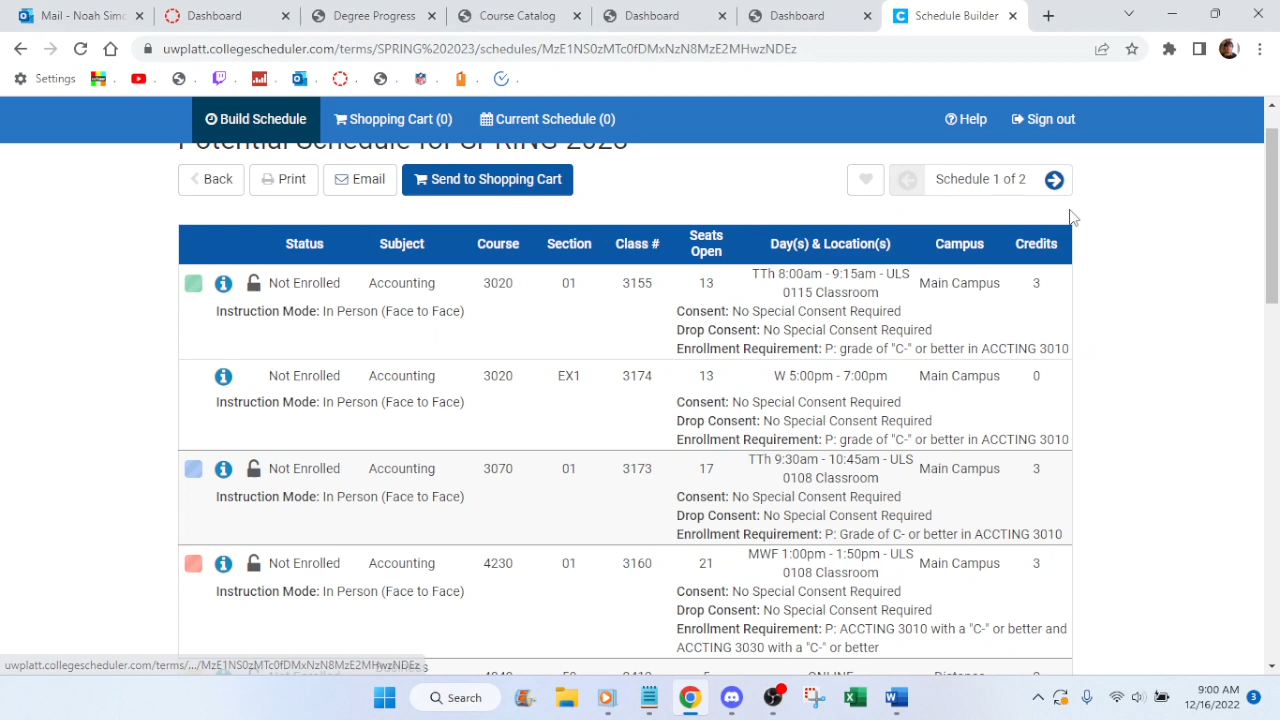 Mail - Noah Simo
Dashboard
Degree Progress
Course Catalog
Dashboard
Dashboard
Schedule Builder
uwplatt.collegescheduler.com/terms/SPRING%202023/schedules/MzE1NS0zMTc0fDMxNzN8MzE2MHwzNDEz
Settings
Build Schedule
Shopping Cart (0)
Current Schedule (0)
Help
Sign out
Potential Schedule for SPRING 2023
Back
Print
Email
Send to Shopping Cart
Schedule 1 of 2
Status Subject Course Section Class # Seats Open Day(s) & Location(s) Campus Credits
TTh 8:00am - 9:15am - ULS
Not Enrolled Accounting 3020 01 3155 13 0115 Classroom Main Campus 3
Instruction Mode: In Person (Face to Face)
Consent: No Special Consent Required
Drop Consent: No Special Consent Required
Enrollment Requirement: P: grade of "C-" or better in ACCTING 3010
Not Enrolled Accounting 3020 EX1 3174 13 W 5:00pm - 7:00pm Main Campus 0
Instruction Mode: In Person (Face to Face)
Consent: No Special Consent Required
Drop Consent: No Special Consent Required
Enrollment Requirement: P: grade of "C-" or better in ACCTING 3010
TTh 9:30am - 10:45am - ULS
Not Enrolled Accounting 3070 01 3173 17 0108 Classroom Main Campus 3
Instruction Mode: In Person (Face to Face)
Consent: No Special Consent Required
Drop Consent: No Special Consent Required
Enrollment Requirement: P: Grade of C- or better in ACCTING 3010
MWF 1:00pm - 1:50pm - ULS
Not Enrolled Accounting 4230 01 3160 21 0108 Classroom Main Campus 3
Instruction Mode: In Person (Face to Face)
Consent: No Special Consent Required
Drop Consent: No Special Consent Required
Enrollment Requirement: P: ACCTING 3010 with a "C-" or better and
ACCTING 3030 with a "C-" or better
uwplatt.collegescheduler.com/terms/.../MzE1NS0zMTc0fDMxNzN8MzE2MHwzNDEz
ONLINE
Search
9:00 AM
12/16/2022
3